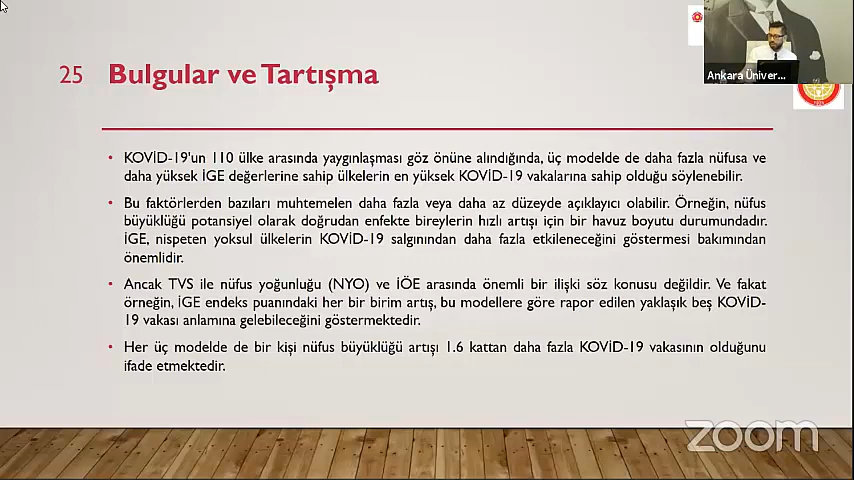 Ankara Üniver...
25 Bulgular ve Tartışma
• KOVİD-19'un 110 ülke arasında yaygınlaşması göz önüne alındığında, üç modelde de daha fazla nüfusa ve
daha yüksek İGE değerlerine sahip ülkelerin en yüksek KOVİD-19 vakalarına sahip olduğu söylenebilir.
• Bu faktörlerden bazıları muhtemelen daha fazla veya daha az düzeyde açıklayıcı olabilir. Örneğin, nüfus
büyüklüğü potansiyel olarak doğrudan enfekte bireylerin hızlı artışı için bir havuz boyutu durumundadır.
İGE, nispeten yoksul ülkelerin KOVİD-19 salgınından daha fazla etkileneceğini göstermesi bakımından
önemlidir.
• Ancak TVS ile nüfus yoğunluğu (NYO) ve İÖE arasında önemli bir ilişki söz konusu değildir. Ve fakat
örneğin, İGE endeks puanındaki her bir birim artış, bu modellere göre rapor edilen yaklaşık beş KOVİD-
19 vakası anlamına gelebileceğini göstermektedir.
• Her üç modelde de bir kişi nüfus büyüklüğü artışı 1.6 kattan daha fazla KOVİD-19 vakasının olduğunu
ifade etmektedir.
zoom